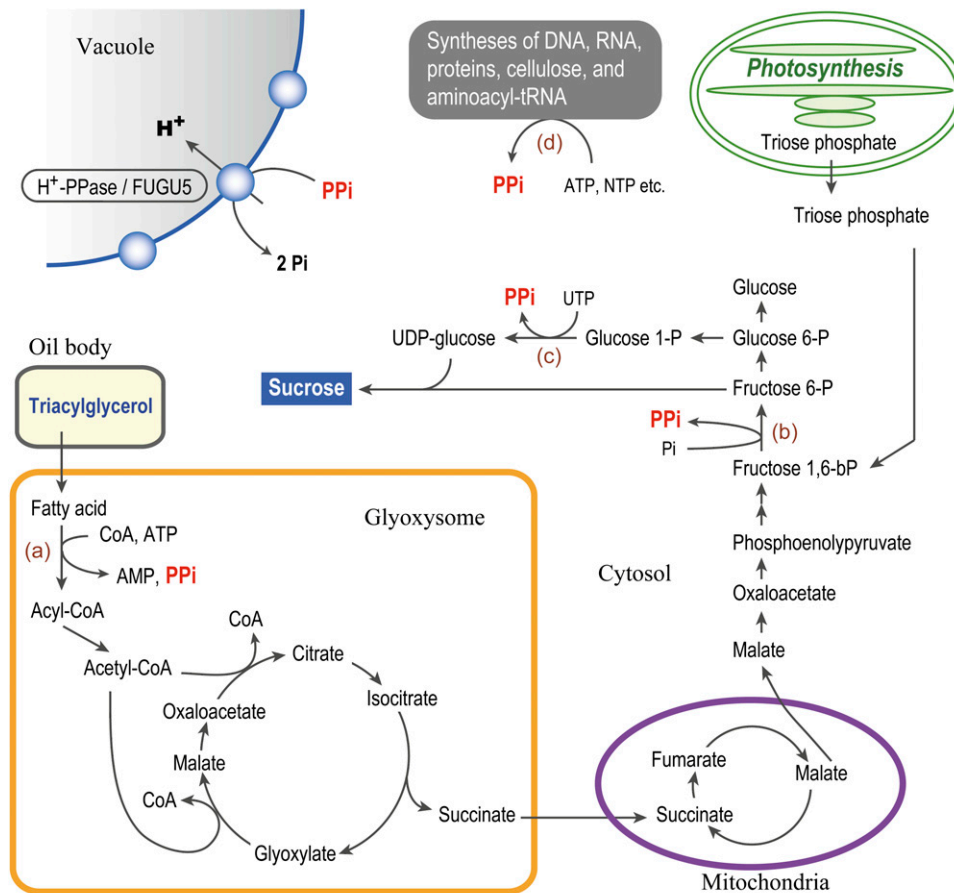 Vacuole
H+
H+-PPase / FUGU5
PPi
2 Pi
Syntheses of DNA, RNA,
proteins, cellulose, and
aminoacyl-tRNA
(d)
PPi
ATP, NTP etc.
Photosynthesis
Triose phosphate
Triose phosphate
Glucose
PPi
UTP
UDP-glucose
(c)
Glucose 1-P
Glucose 6-P
Sucrose
Fructose 6-P
PPi
Pi
(b)
Fructose 1,6-bP
Phosphoenolpyruvate
Oxaloacetate
Malate
Cytosol
Oil body
Triacylglycerol
Glyoxysome
Fatty acid
(a)
CoA, ATP
AMP, PPi
Acyl-CoA
Acetyl-CoA
CoA
Citrate
Isocitrate
Oxaloacetate
Malate
CoA
Glyoxylate
Succinate
Fumarate
Malate
Succinate
Mitochondria